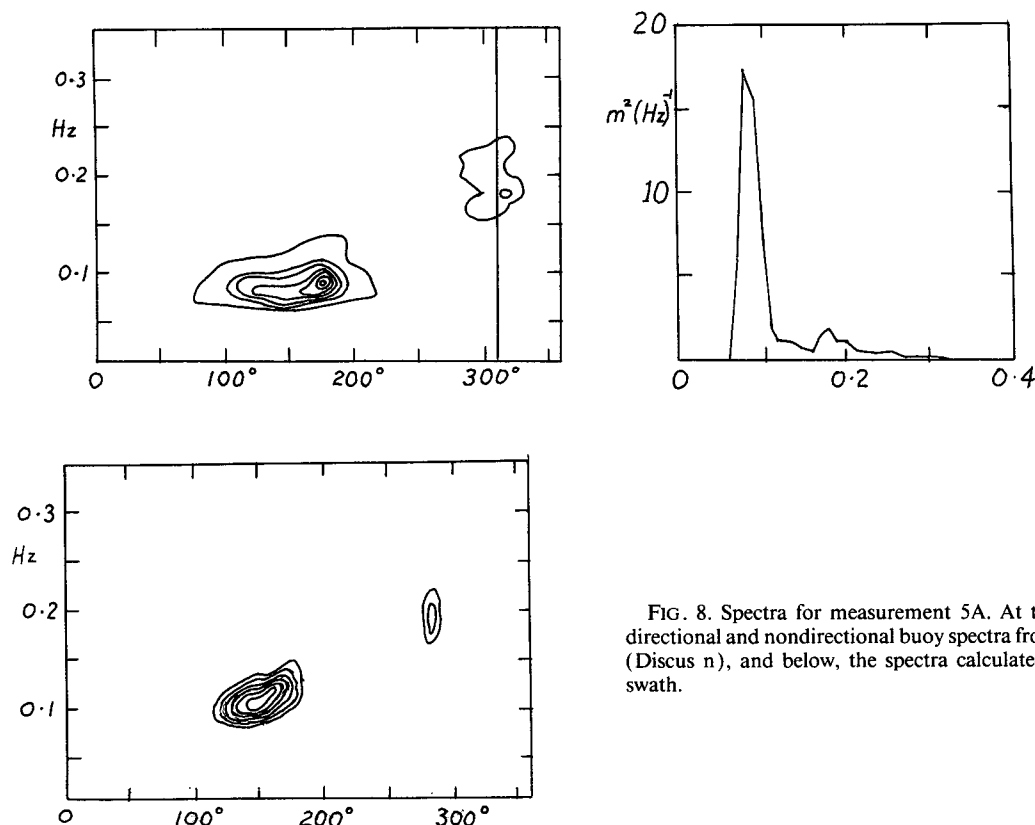 0.3
Hz
0.2
0.1
0 100° 200° 300°
20
m²(Hz)⁻¹
10
0 0.2 0.4
0.3
Hz
0.2
0.1
0 100° 200° 300°
FIG. 8. Spectra for measurement 5A. At t
directional and nondirectional buoy spectra fro
(Discus n), and below, the spectra calculate
swath.